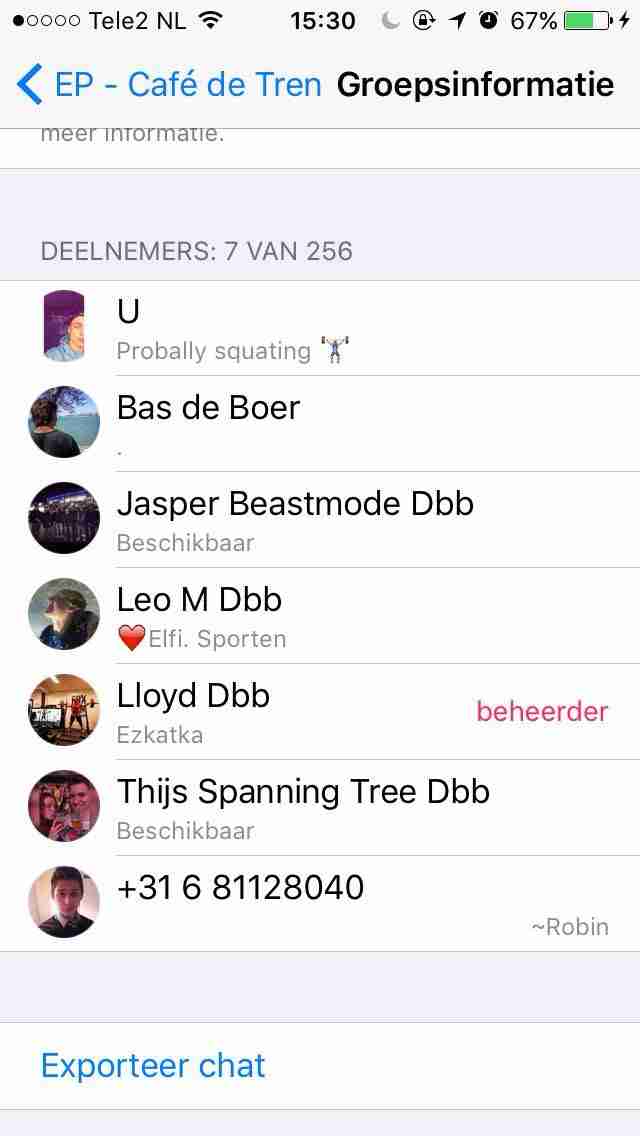 Tele2 NL 15:30 67%
EP - Café de Tren Groepsinformatie
meer informatie.
DEELNEMERS: 7 VAN 256
U
Probally squating
Bas de Boer
.
Jasper Beastmode Dbb
Beschikbaar
Leo M Dbb
❤️Elfi. Sporten
Lloyd Dbb
beheerder
Ezkatka
Thijs Spanning Tree Dbb
Beschikbaar
+31 6 81128040
~Robin
Exporteer chat